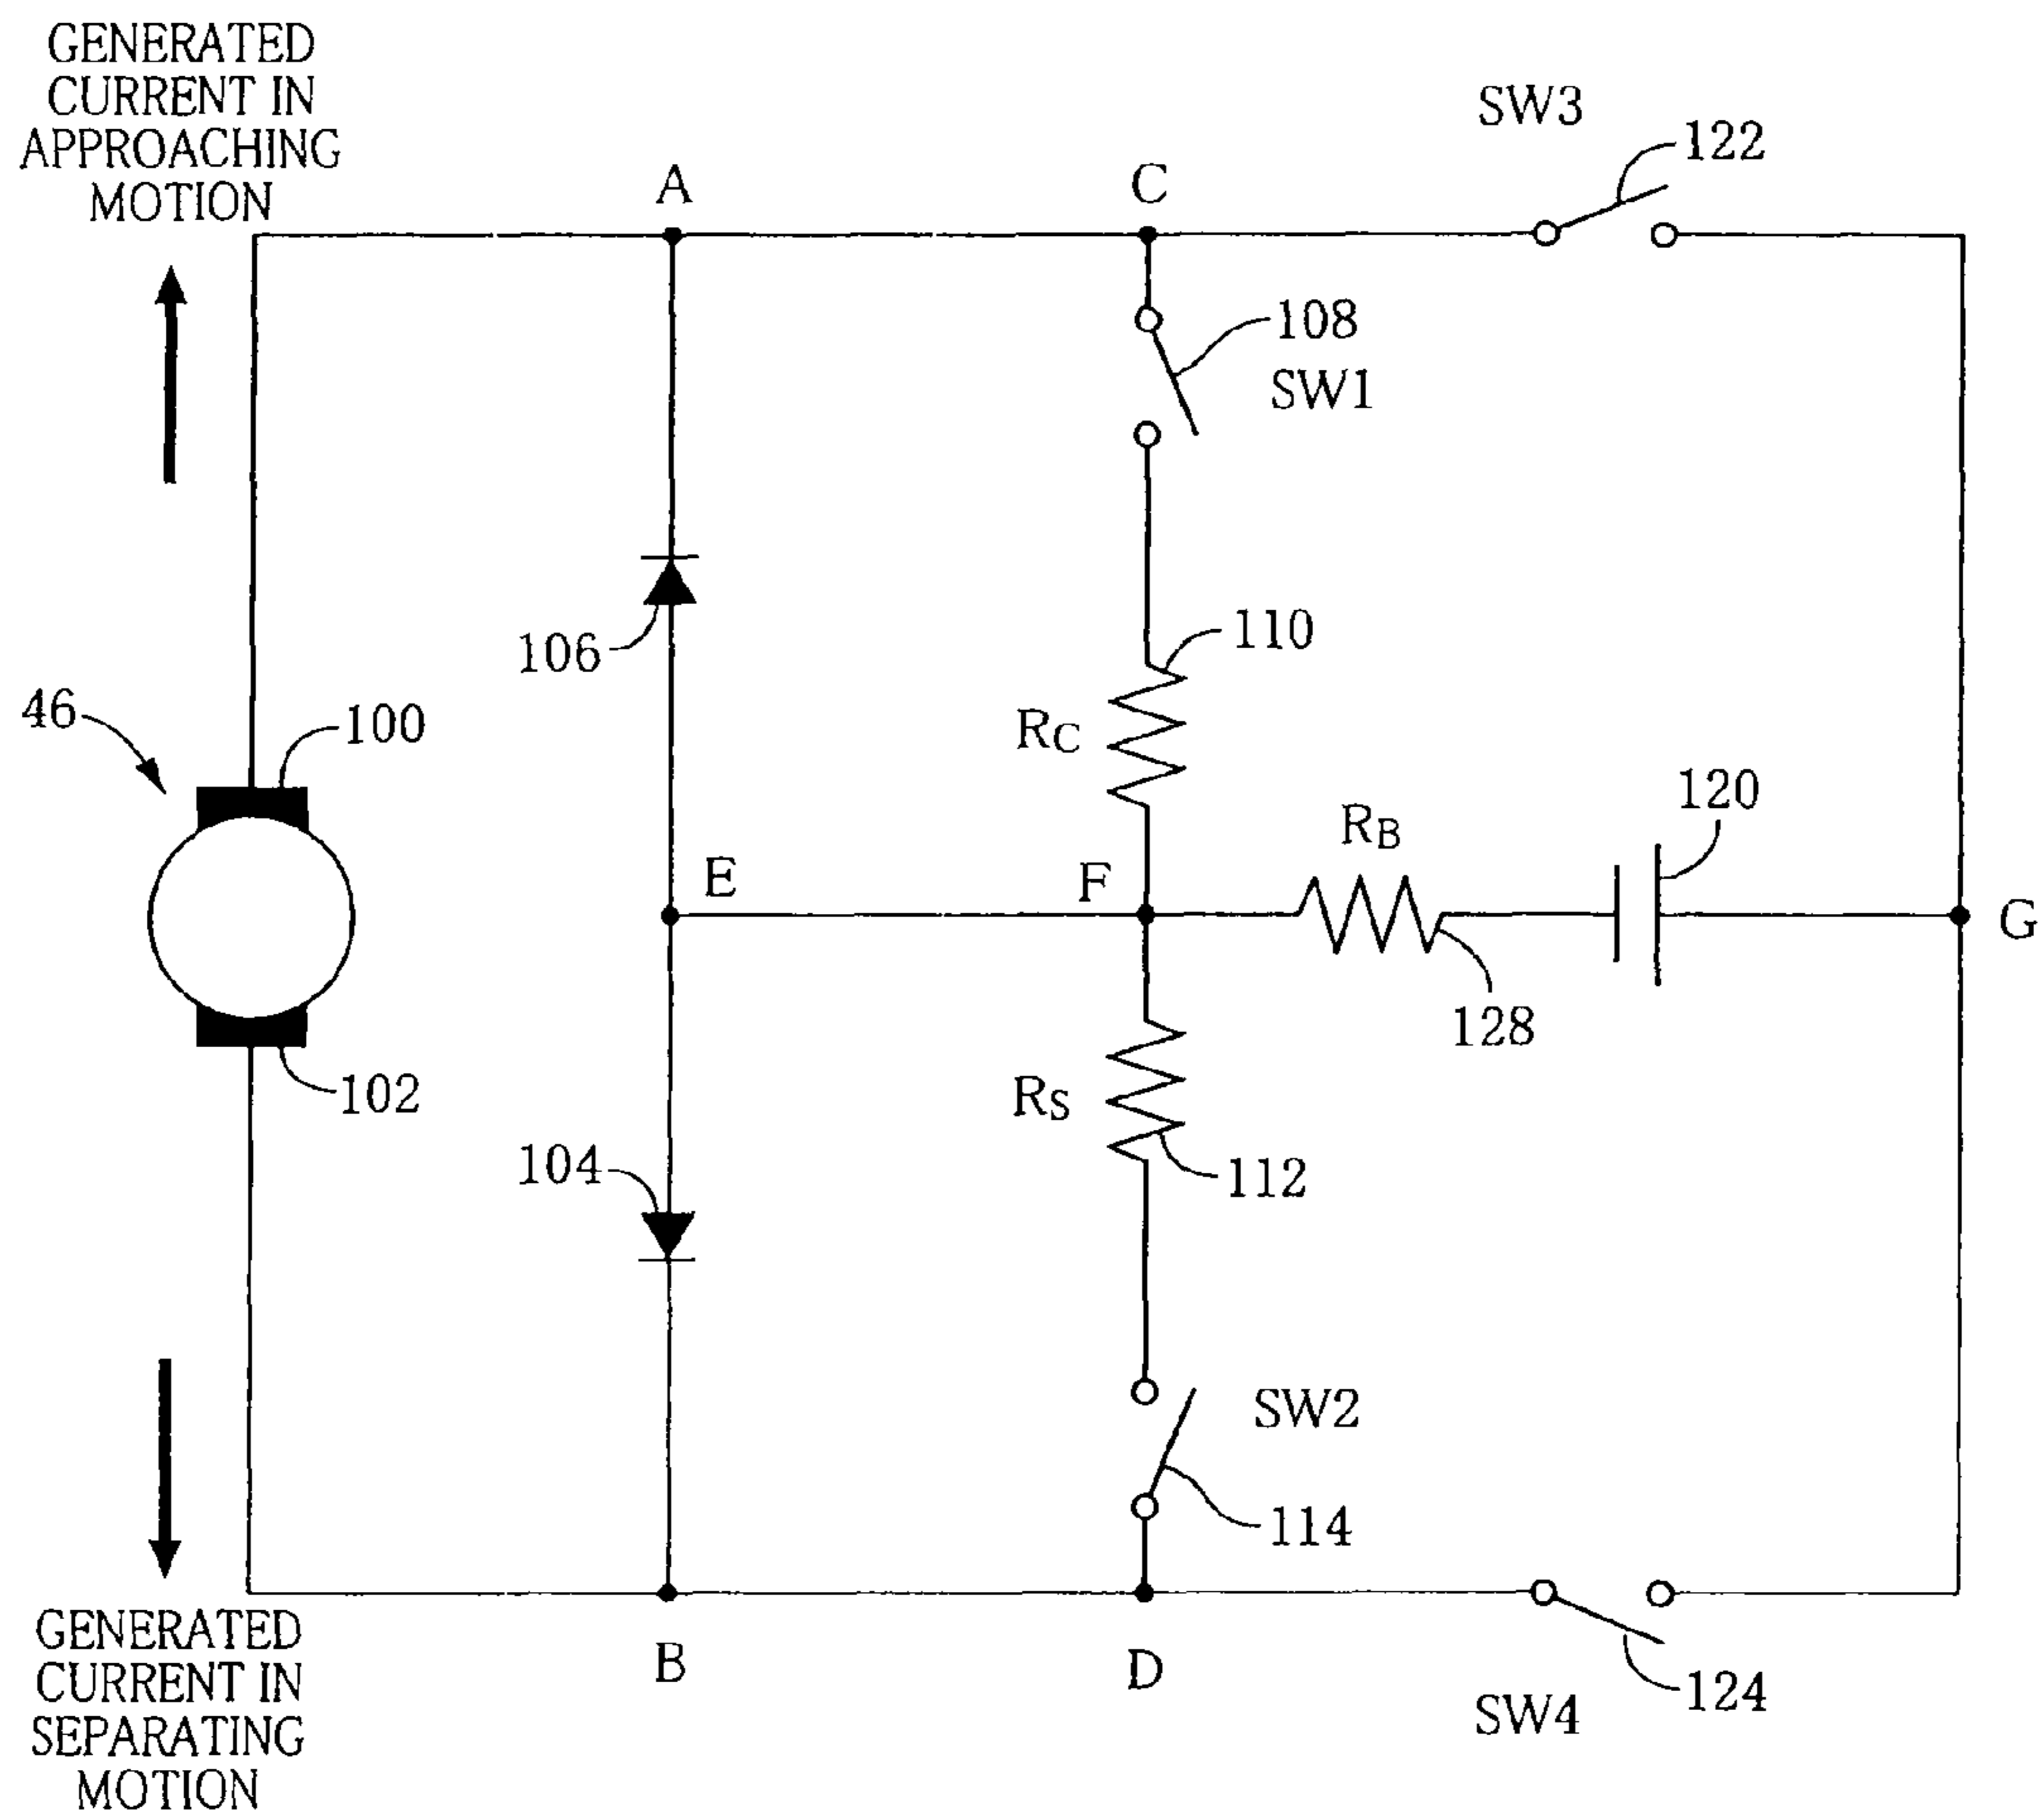 GENERATED
CURRENT IN
APPROACHING
MOTION
SW3
122
A
C
108
SW1
106
110
RC
46
100
120
RB
E
F
G
128
102
RS
104
112
SW2
114
B
D
124
SW4
GENERATED
CURRENT IN
SEPARATING
MOTION